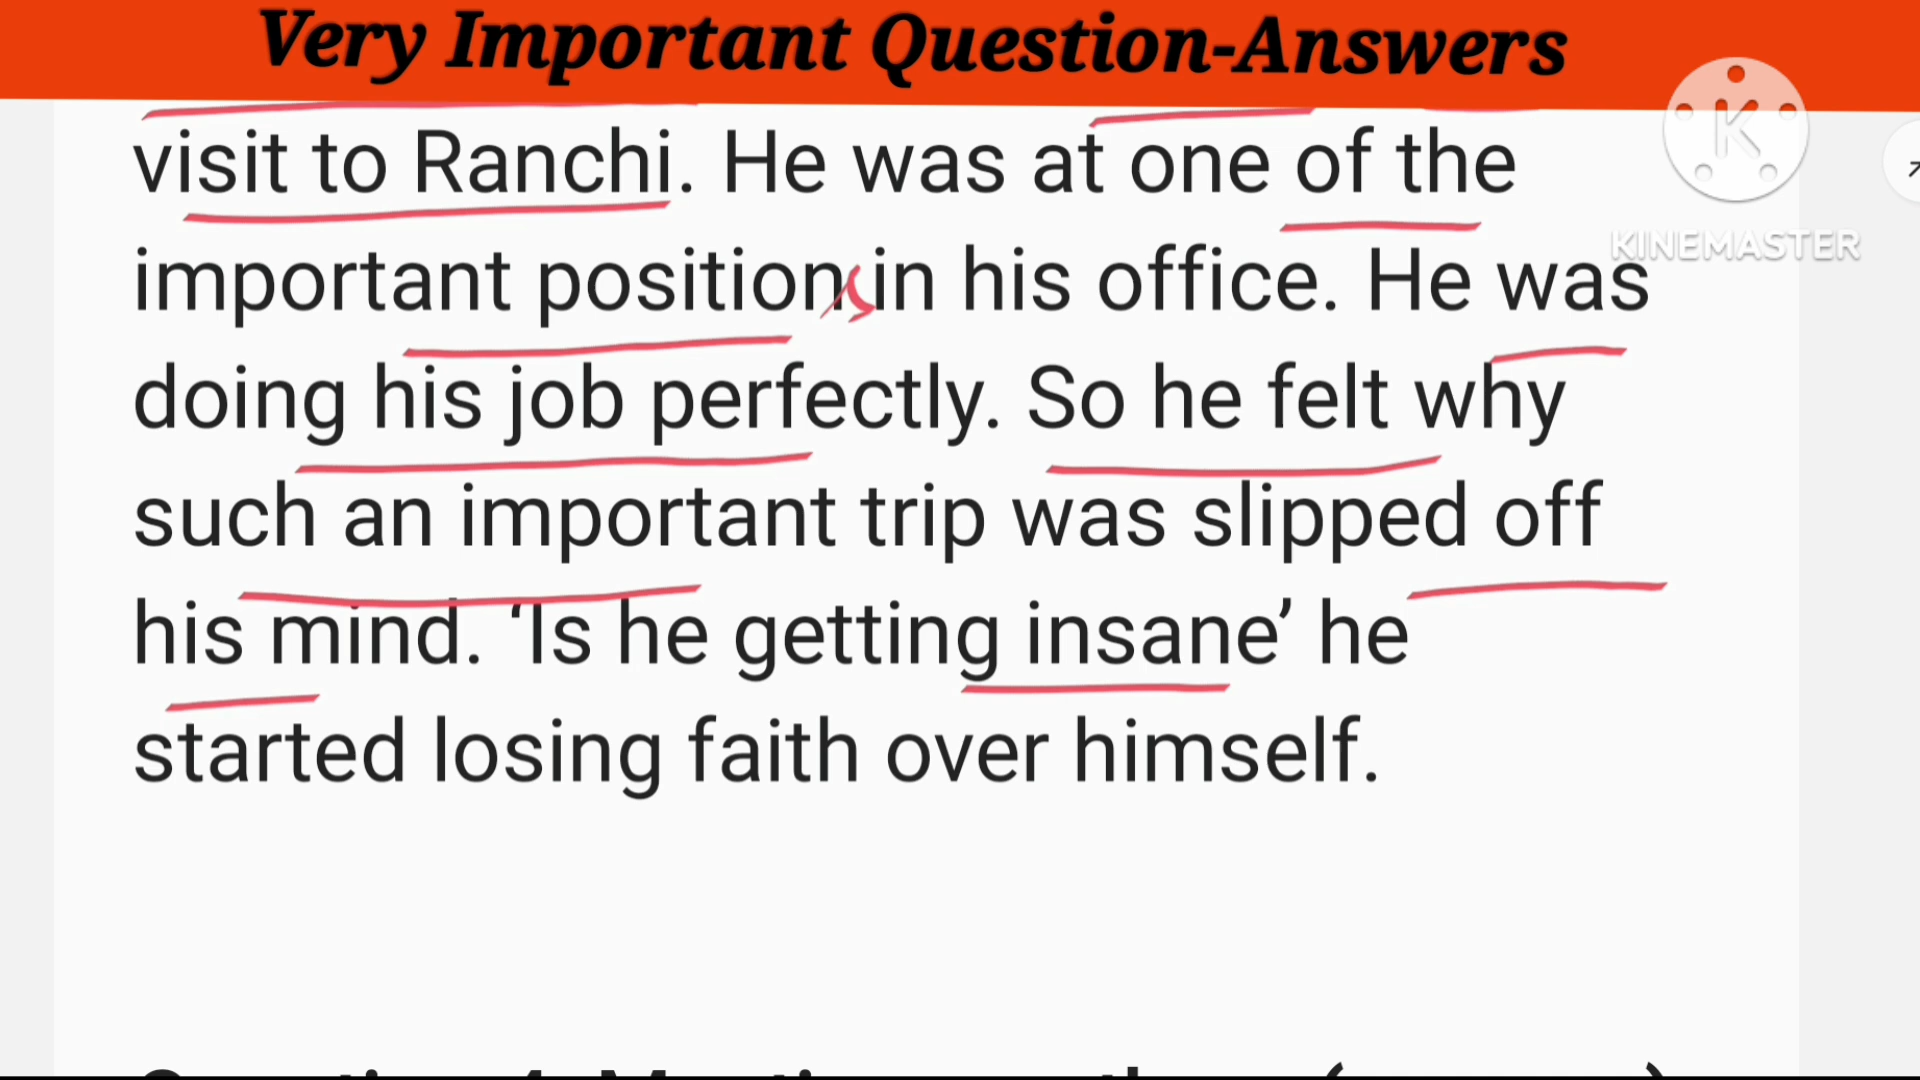 Very Important Question-Answers
visit to Ranchi. He was at one of the
important positions in his office. He was
doing his job perfectly. So he felt why
such an important trip was slipped off
his mind. ‘Is he getting insane’ he
started losing faith over himself.
K
KINEMASTER